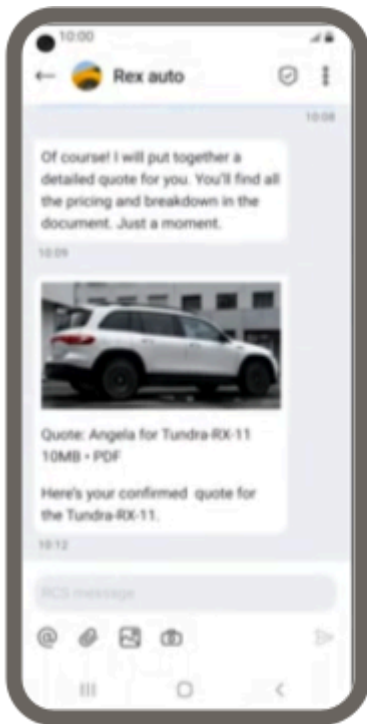 10:00
Rex auto
10:08
Of course! I will put together a
detailed quote for you. You'll find all
the pricing and breakdown in the
document. Just a moment.
10:09
Quote: Angela for Tundra-RX-11
10MB • PDF
Here's your confirmed quote for
the Tundra-RX-11.
10:12
RCS message